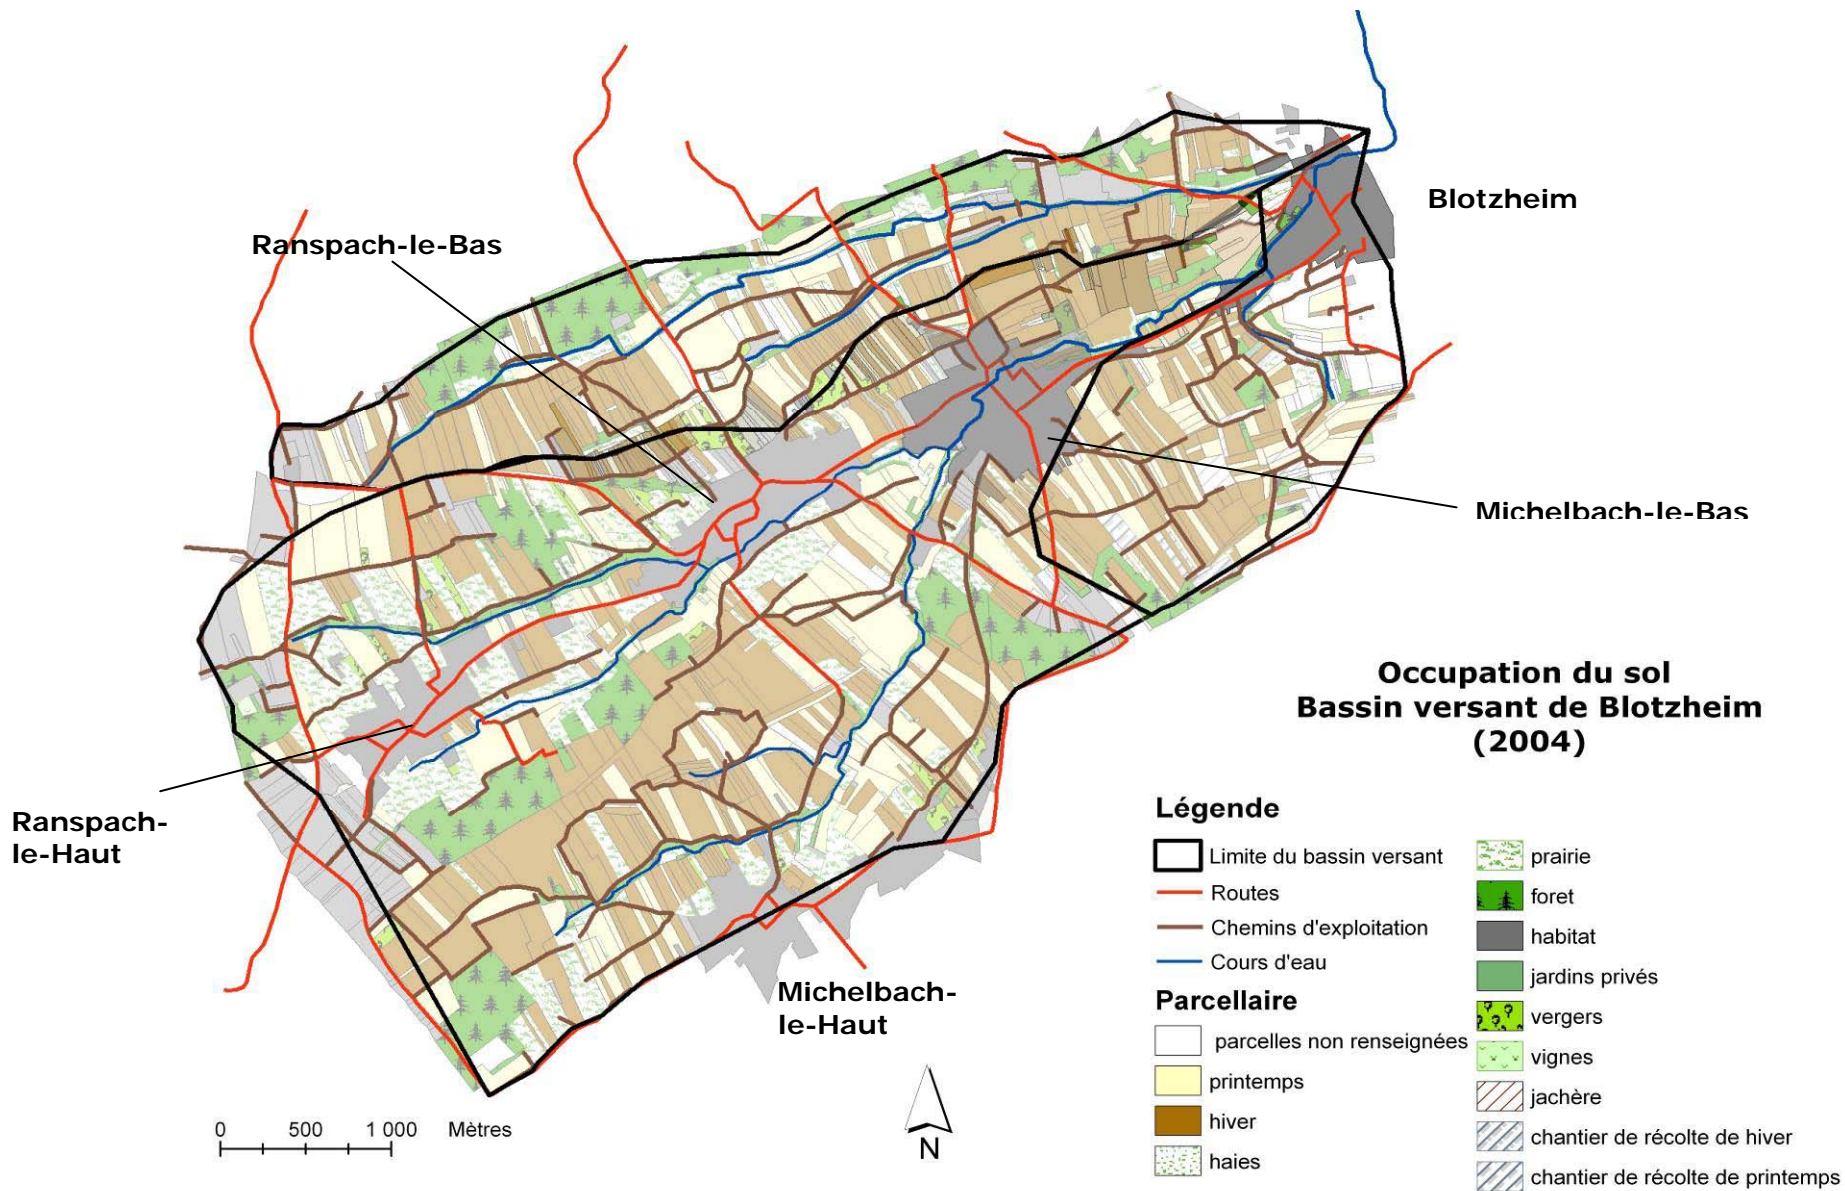 Blotzheim
Ranspach-le-Bas
Michelbach-le-Bas
Ranspach-
le-Haut
Michelbach-
le-Haut
Occupation du sol
Bassin versant de Blotzheim
(2004)
Légende
Limite du bassin versant
Routes
Chemins d'exploitation
Cours d'eau
Parcellaire
parcelles non renseignées
printemps
hiver
haies
prairie
foret
habitat
jardins privés
vergers
vignes
jachère
chantier de récolte de hiver
chantier de récolte de printemps
0 500 1 000 Mètres
N